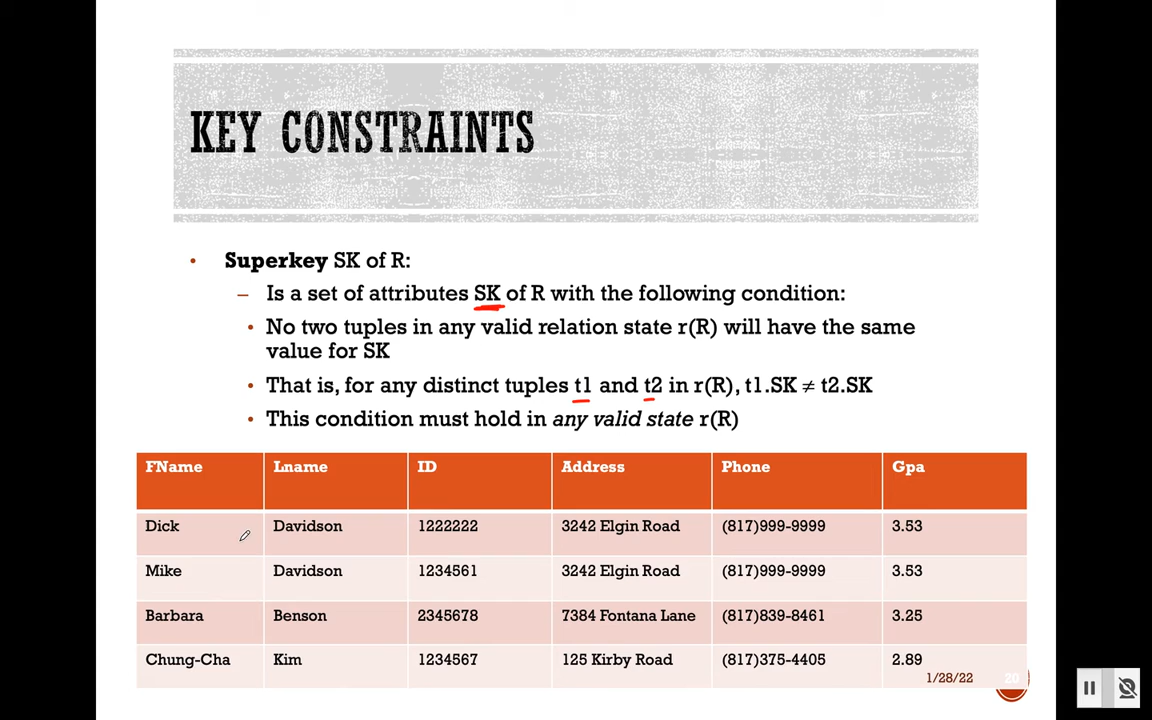 KEY CONSTRAINTS
• Superkey SK of R:
– Is a set of attributes SK of R with the following condition:
• No two tuples in any valid relation state r(R) will have the same
value for SK
• That is, for any distinct tuples t1 and t2 in r(R), t1.SK ≠ t2.SK
• This condition must hold in any valid state r(R)
FName Lname ID Address Phone Gpa
Dick Davidson 1222222 3242 Elgin Road (817)999-9999 3.53
Mike Davidson 1234561 3242 Elgin Road (817)999-9999 3.53
Barbara Benson 2345678 7384 Fontana Lane (817)839-8461 3.25
Chung-Cha Kim 1234567 125 Kirby Road (817)375-4405 2.89
1/28/22 20